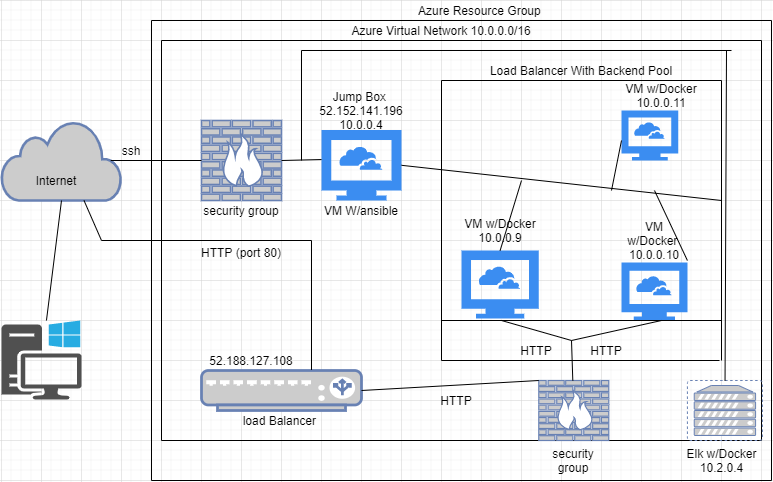 Azure Resource Group
Azure Virtual Network 10.0.0.0/16
Load Balancer With Backend Pool
VM w/Docker
10.0.0.11
Jump Box
52.152.141.196
10.0.0.4
ssh
Internet
security group
VM W/ansible
VM w/Docker
10.0.0.9
VM
w/Docker
10.0.0.10
HTTP (port 80)
HTTP
HTTP
52.188.127.108
HTTP
load Balancer
security
group
Elk w/Docker
10.2.0.4